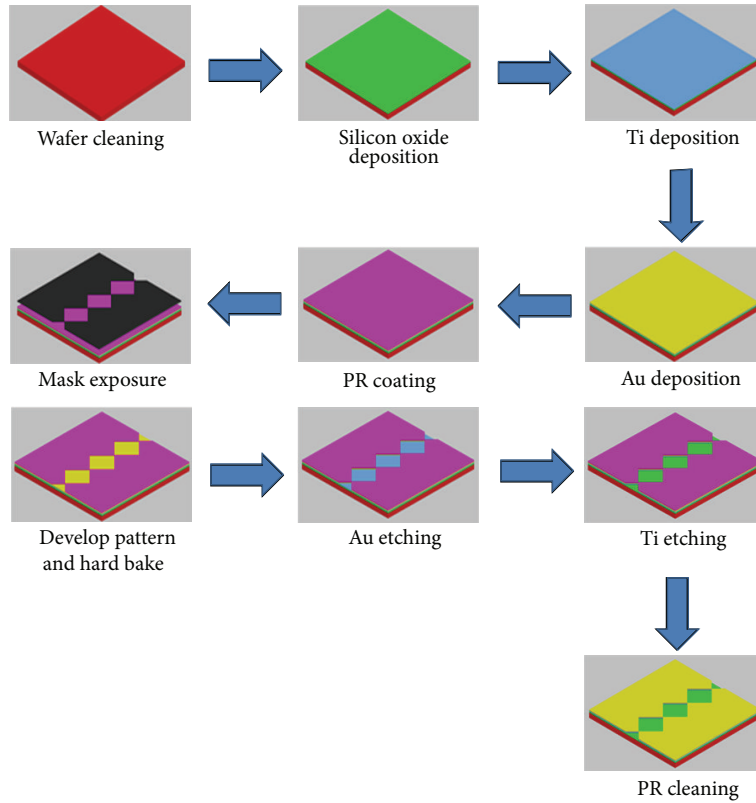 Wafer cleaning
Silicon oxide
deposition
Ti deposition
Mask exposure
PR coating
Au deposition
Develop pattern
and hard bake
Au etching
Ti etching
PR cleaning